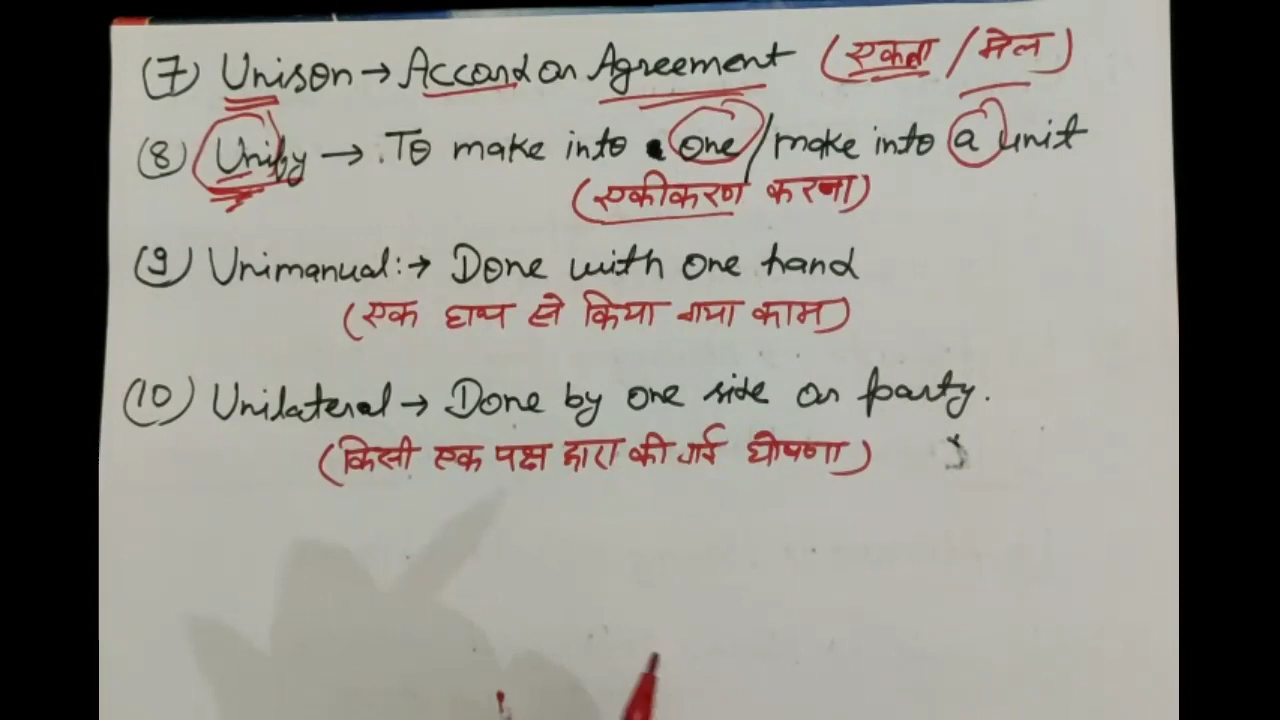 (7) Unison → Accord or Agreement (एकता / मेल)
(8) Unify → To make into one / make into a unit
(एकीकरण करना)
(9) Unimanual :→ Done with one hand
(एक हाथ से किया गया काम)
(10) Unilateral → Done by one side or party.
(किसी एक पक्ष द्वारा की गई घोषणा)